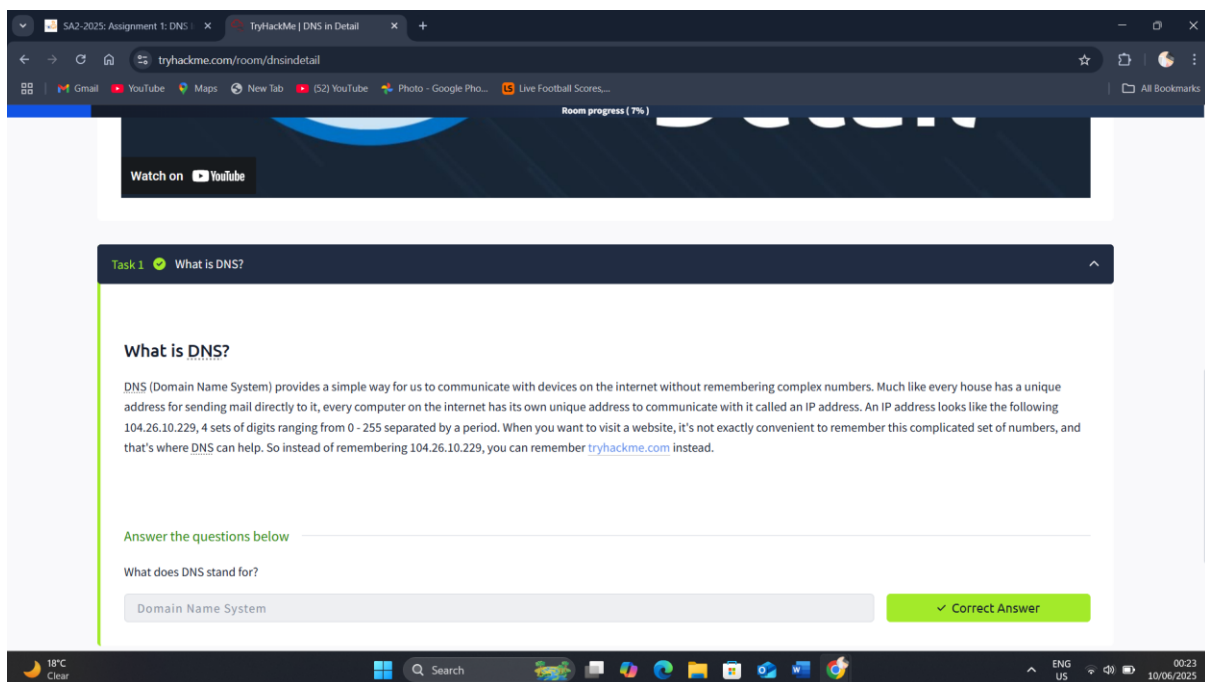 SA2-2025: Assignment 1: DNS
TryHackMe | DNS in Detail
tryhackme.com/room/dnsindetail
Gmail YouTube Maps New Tab (52) YouTube Photo - Google Pho... Live Football Scores,... All Bookmarks
Room progress ( 7% )
Watch on YouTube
Task 1 What is DNS?
What is DNS?
DNS (Domain Name System) provides a simple way for us to communicate with devices on the internet without remembering complex numbers. Much like every house has a unique
address for sending mail directly to it, every computer on the internet has its own unique address to communicate with it called an IP address. An IP address looks like the following
104.26.10.229, 4 sets of digits ranging from 0 - 255 separated by a period. When you want to visit a website, it's not exactly convenient to remember this complicated set of numbers, and
that's where DNS can help. So instead of remembering 104.26.10.229, you can remember tryhackme.com instead.
Answer the questions below
What does DNS stand for?
Domain Name System
Correct Answer
18°C
Clear
Search
ENG
US
00:23
10/06/2025